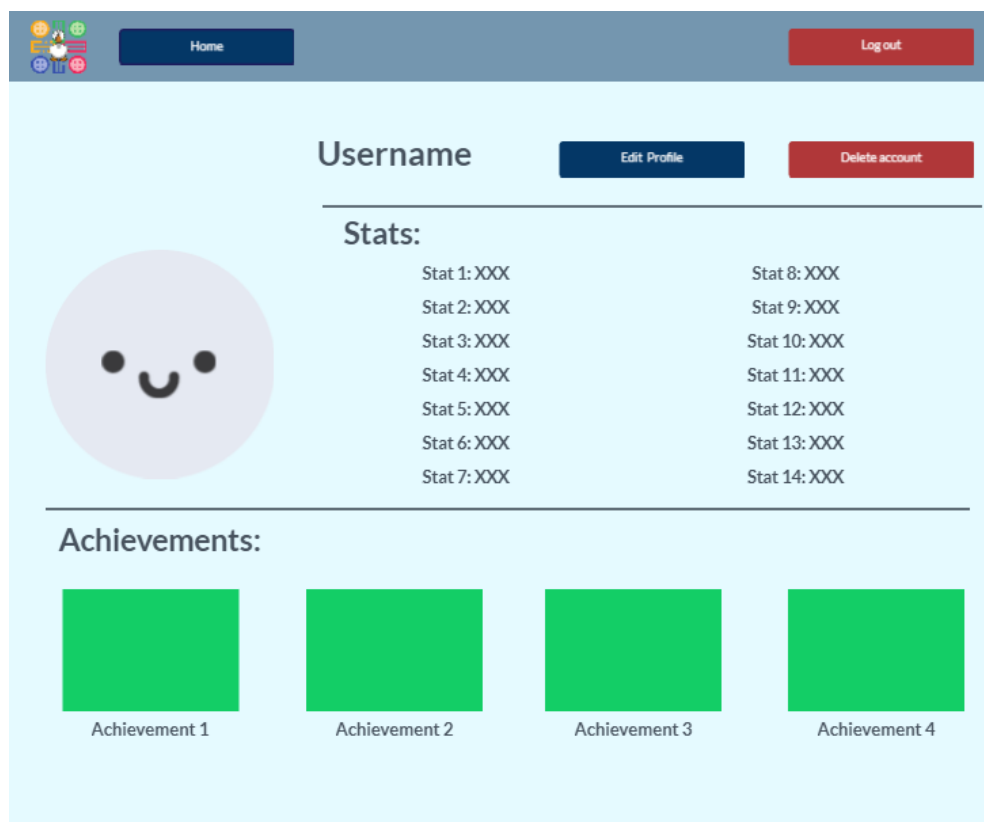 Home
Log out
Username
Edit Profile
Delete account
Stats:
Stat 1: XXX
Stat 8: XXX
Stat 2: XXX
Stat 9: XXX
Stat 3: XXX
Stat 10: XXX
Stat 4: XXX
Stat 11: XXX
Stat 5: XXX
Stat 12: XXX
Stat 6: XXX
Stat 13: XXX
Stat 7: XXX
Stat 14: XXX
Achievements:
Achievement 1
Achievement 2
Achievement 3
Achievement 4